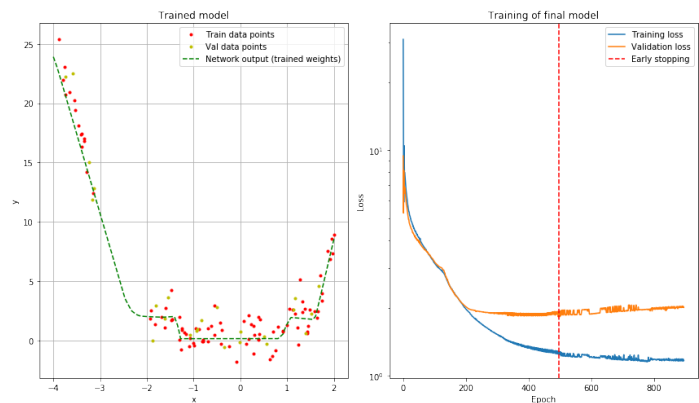 Trained model
Train data points
Val data points
Network output (trained weights)
25
20
15
10
5
0
y
−4
−3
−2
−1
0
1
2
x
Training of final model
Training loss
Validation loss
Early stopping
10¹
10⁰
Loss
0
200
400
600
800
Epoch